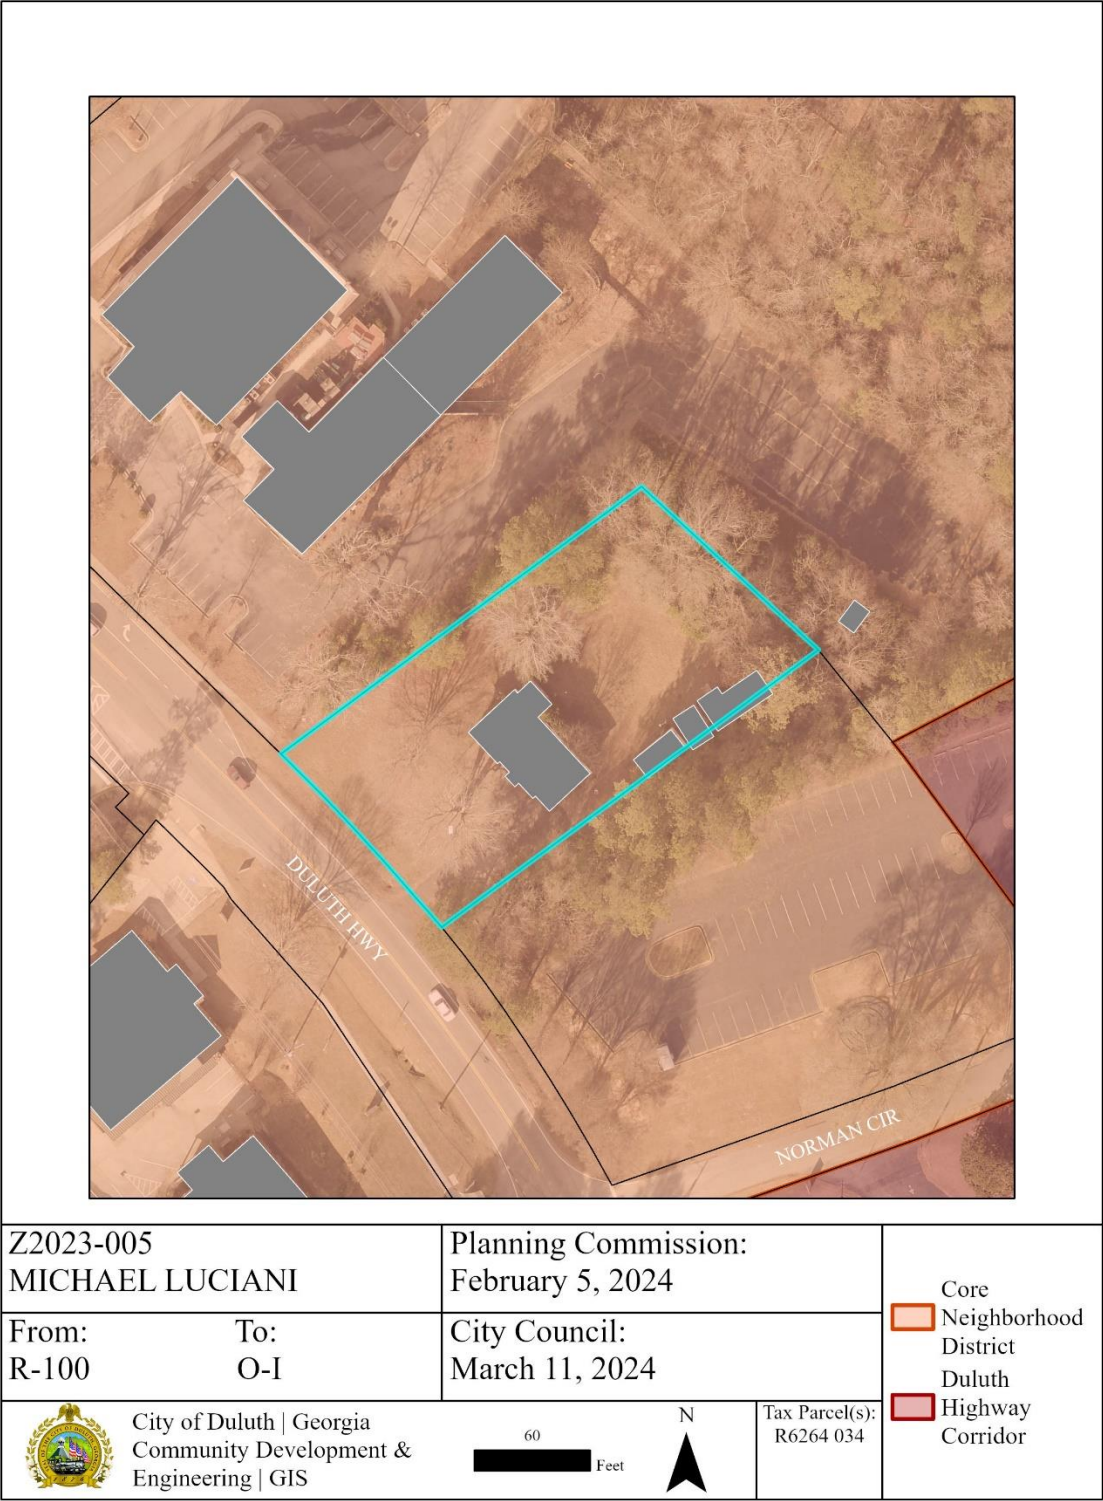 DULUTH HWY
NORMAN CIR
Z2023-005
MICHAEL LUCIANI
Planning Commission:
February 5, 2024
From: To:
R-100 O-I
City Council:
March 11, 2024
Core
Neighborhood
District
Duluth
Highway
Corridor
City of Duluth | Georgia
Community Development &
Engineering | GIS
60
Feet
N
Tax Parcel(s):
R6264 034